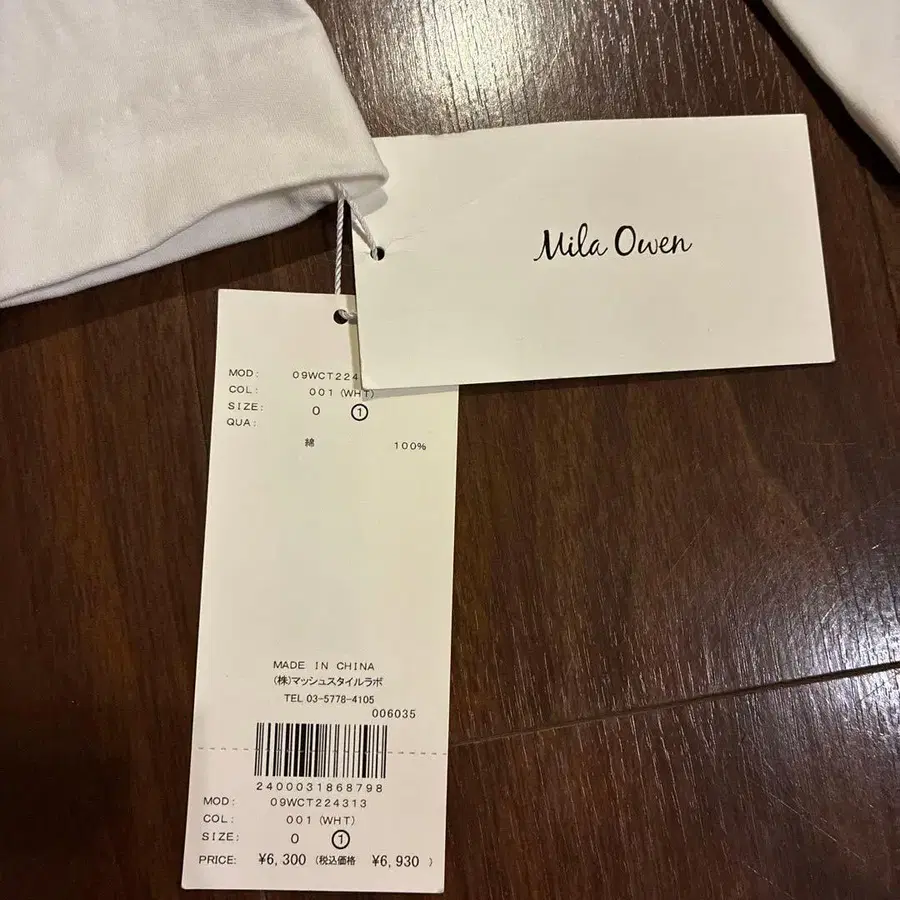 Mila Owen
MOD: 09WCT224
COL: 001 (WHT)
SIZE: 0 ①
QUA:
綿 100%
MADE IN CHINA
(株)マッシュスタイルラボ
TEL 03-5778-4105
006035
2400031868798
MOD: 09WCT224313
COL: 001 (WHT)
SIZE: 0 ①
PRICE: ¥6,300 (税込価格 ¥6,930 )